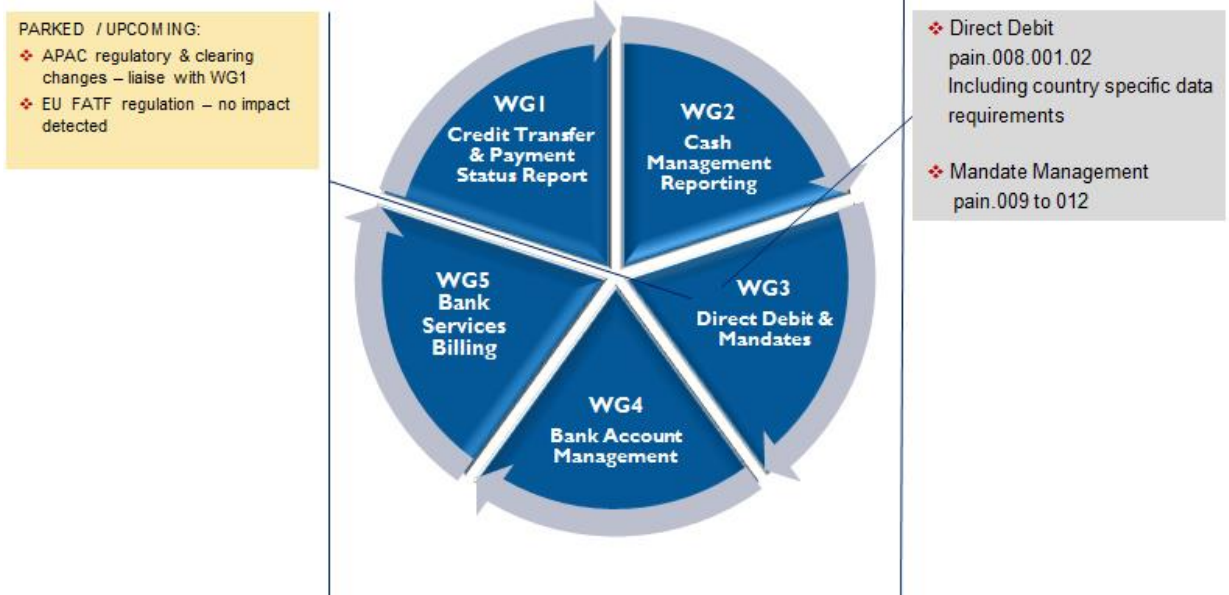 PARKED / UPCOMING:
❖ APAC regulatory & clearing
changes – liaise with WG1
❖ EU FATF regulation – no impact
detected
WG1
Credit Transfer
& Payment
Status Report
WG2
Cash
Management
Reporting
WG3
Direct Debit &
Mandates
WG4
Bank Account
Management
WG5
Bank
Services
Billing
❖ Direct Debit
pain.008.001.02
Including country specific data
requirements
❖ Mandate Management
pain.009 to 012